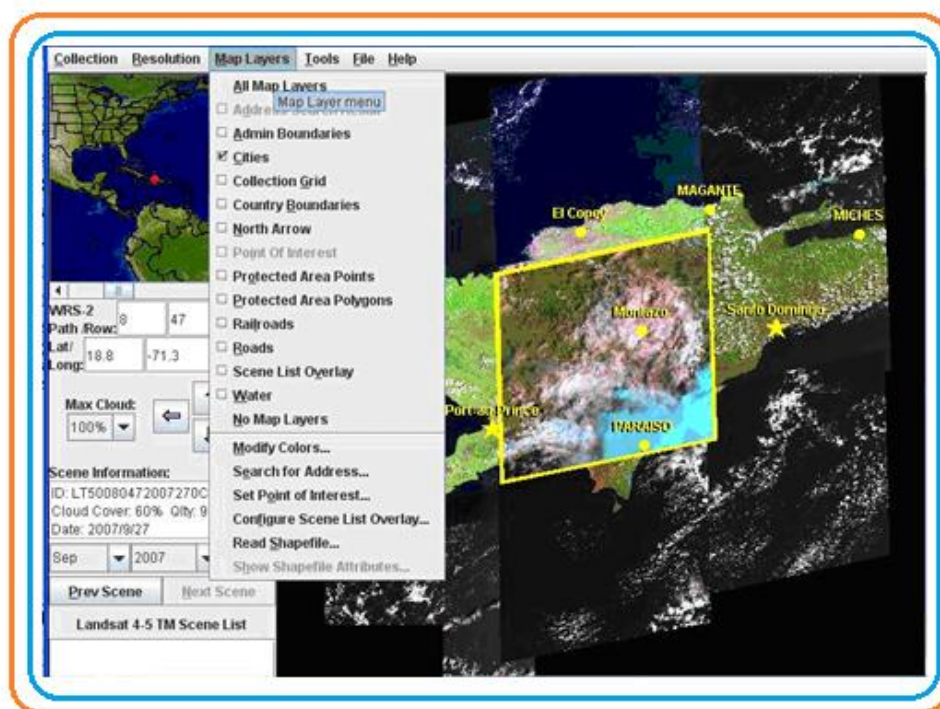 Collection Resolution Map Layers Tools File Help
All Map Layers
Map Layer menu
Admin Boundaries
Cities
Collection Grid
Country Boundaries
North Arrow
Point Of Interest
Protected Area Points
Protected Area Polygons
Railroads
Roads
Scene List Overlay
Water
No Map Layers
Modify Colors...
Search for Address...
Set Point of Interest...
Configure Scene List Overlay...
Read Shapefile...
Show Shapefile Attributes...
WRS-2
Path /Row: 8 47
Lat/
Long: 18.8 -71.3
Max Cloud:
100%
Scene Information:
ID: LT50080472007270C
Cloud Cover: 60% Qlty: 9
Date: 2007/9/27
Sep 2007
Prev Scene Next Scene
Landsat 4-5 TM Scene List
MAGANTE
El Copey
MICHES
Montazo
Santo Domingo
Port-au-Prince
PARAISO